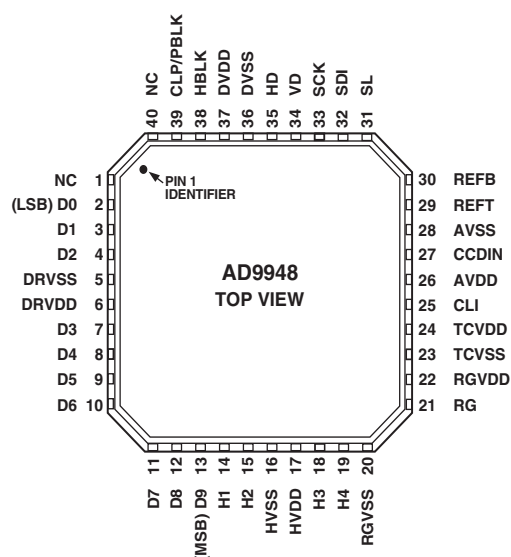 NC
CLP/PBLK
HBLK
DVDD
DVSS
HD
VD
SCK
SDI
SL
40
39
38
37
36
35
34
33
32
31
NC 1
(LSB) D0 2
D1 3
D2 4
DRVSS 5
DRVDD 6
D3 7
D4 8
D5 9
D6 10
PIN 1
IDENTIFIER
AD9948
TOP VIEW
30 REFB
29 REFT
28 AVSS
27 CCDIN
26 AVDD
25 CLI
24 TCVDD
23 TCVSS
22 RGVDD
21 RG
11
12
13
14
15
16
17
18
19
20
D7
D8
(MSB) D9
H1
H2
HVSS
HVDD
H3
H4
RGVSS